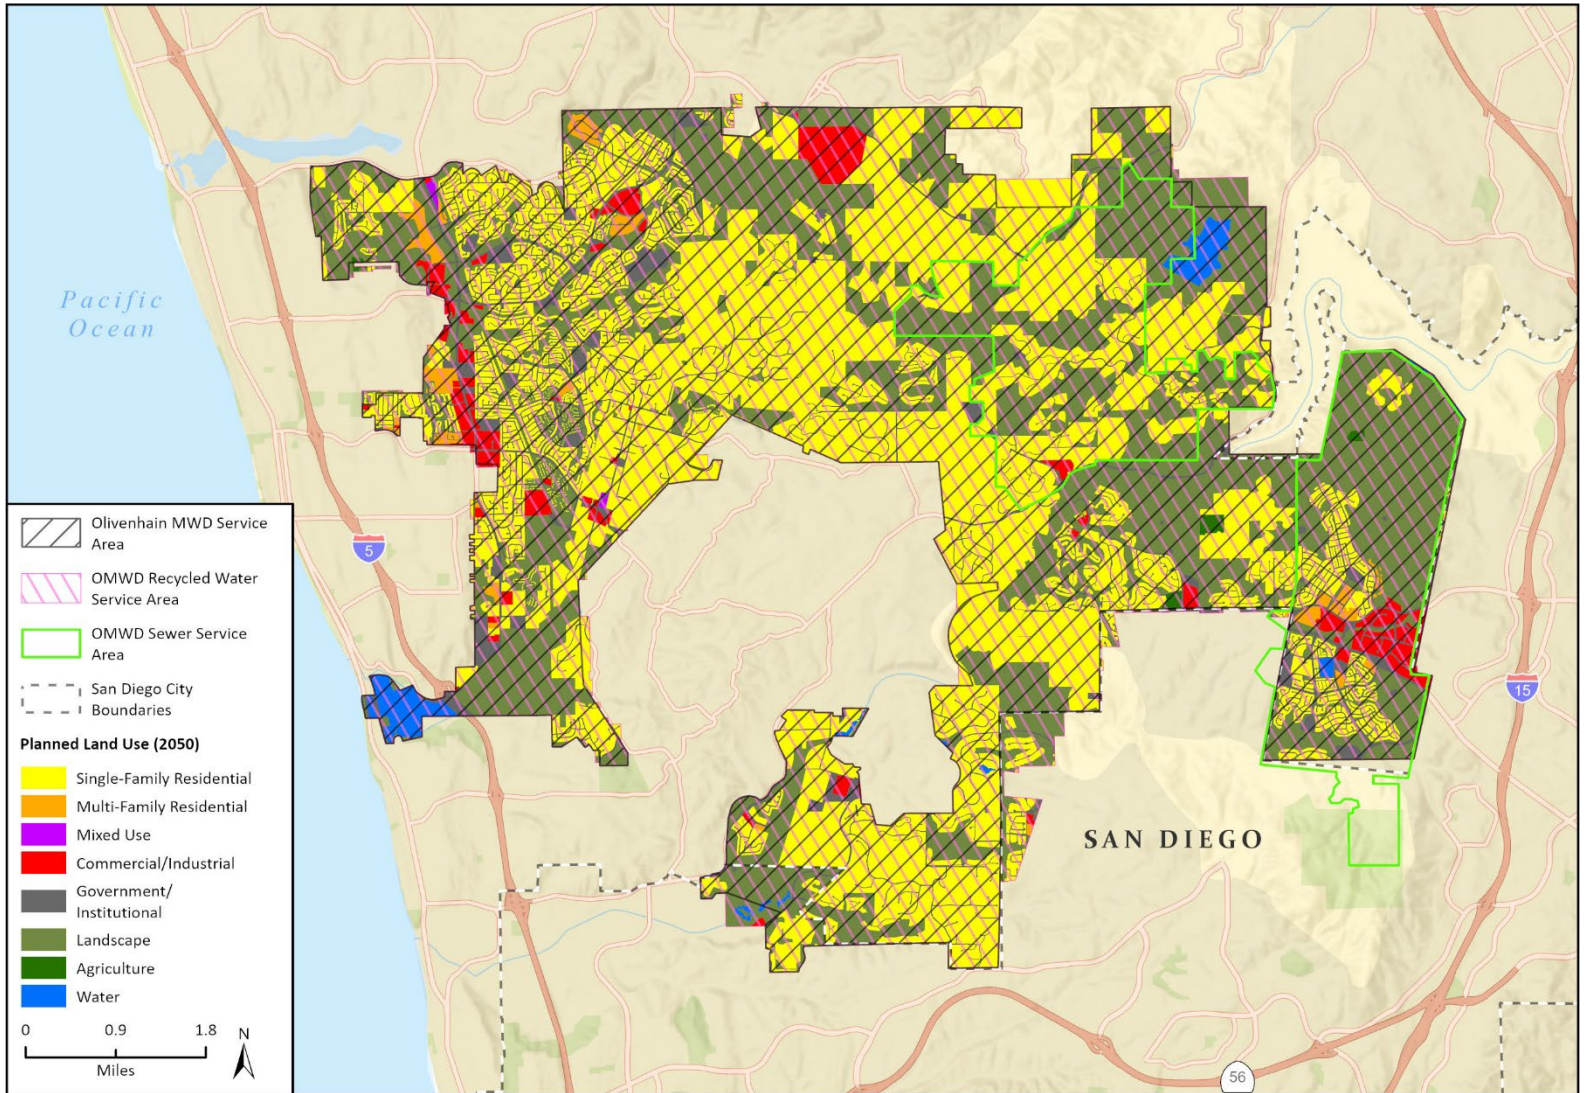 Pacific
Ocean
5
15
SAN DIEGO
56
Olivenhain MWD Service
Area
OMWD Recycled Water
Service Area
OMWD Sewer Service
Area
San Diego City
Boundaries
Planned Land Use (2050)
Single-Family Residential
Multi-Family Residential
Mixed Use
Commercial/Industrial
Government/
Institutional
Landscape
Agriculture
Water
0 0.9 1.8
Miles
N